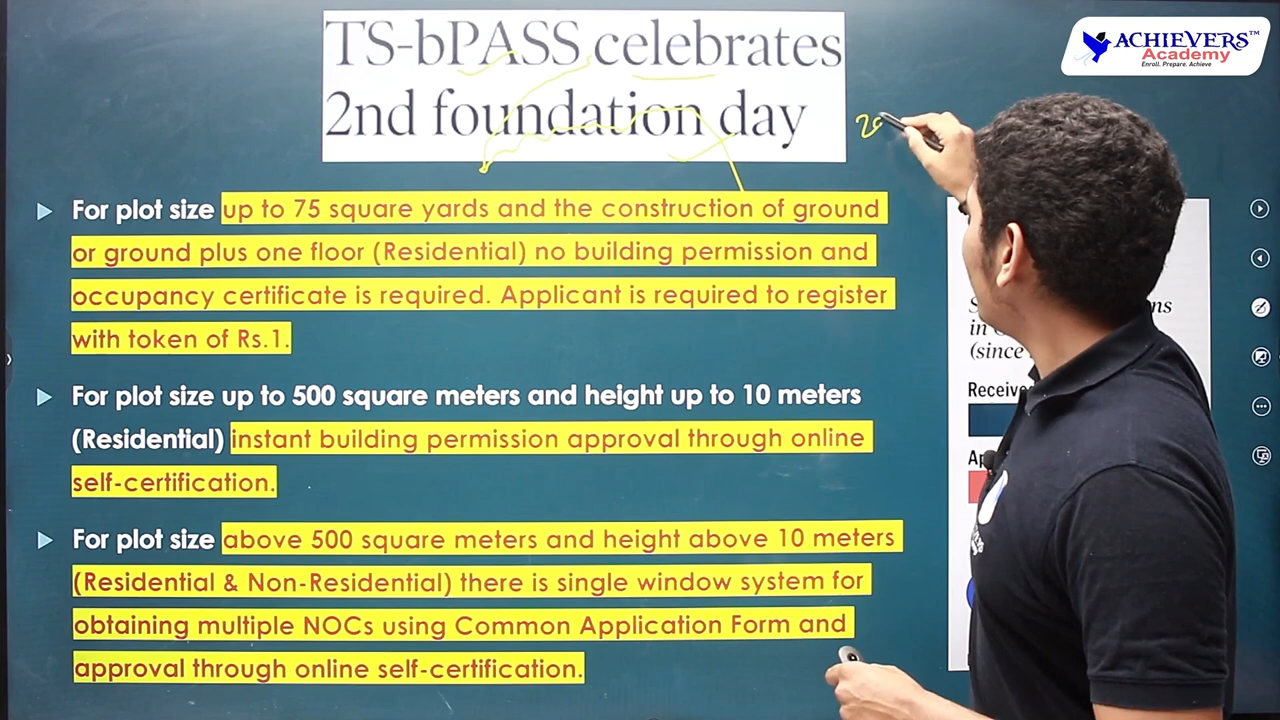 TS-bPASS celebrates
2nd foundation day
ACHIEVERS™
Academy
Enroll. Prepare. Achieve
For plot size up to 75 square yards and the construction of ground
or ground plus one floor (Residential) no building permission and
occupancy certificate is required. Applicant is required to register
with token of Rs.1.
For plot size up to 500 square meters and height up to 10 meters
(Residential) instant building permission approval through online
self-certification.
For plot size above 500 square meters and height above 10 meters
(Residential & Non-Residential) there is single window system for
obtaining multiple NOCs using Common Application Form and
approval through online self-certification.
in
(since